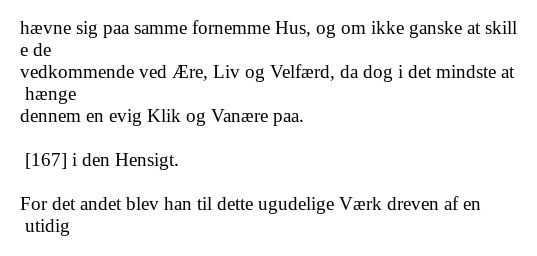 hævne sig paa samme fornemme Hus, og om ikke ganske at skill
e de
vedkommende ved Ære, Liv og Velfærd, da dog i det mindste at
hænge
dennem en evig Klik og Vanære paa.
[167] i den Hensigt.
For det andet blev han til dette ugudelige Værk dreven af en
utidig